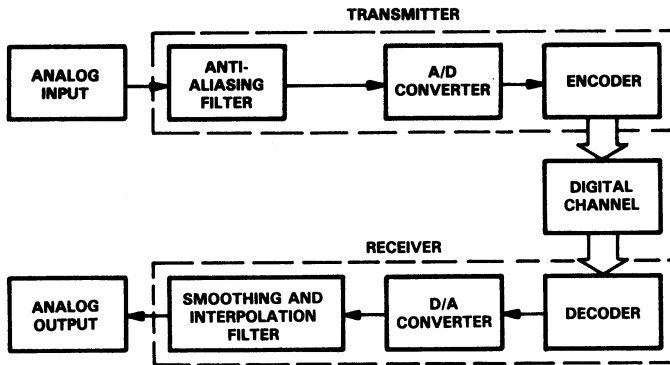 TRANSMITTER
ANALOG
INPUT
ANTI-
ALIASING
FILTER
A/D
CONVERTER
ENCODER
DIGITAL
CHANNEL
RECEIVER
ANALOG
OUTPUT
SMOOTHING AND
INTERPOLATION
FILTER
D/A
CONVERTER
DECODER